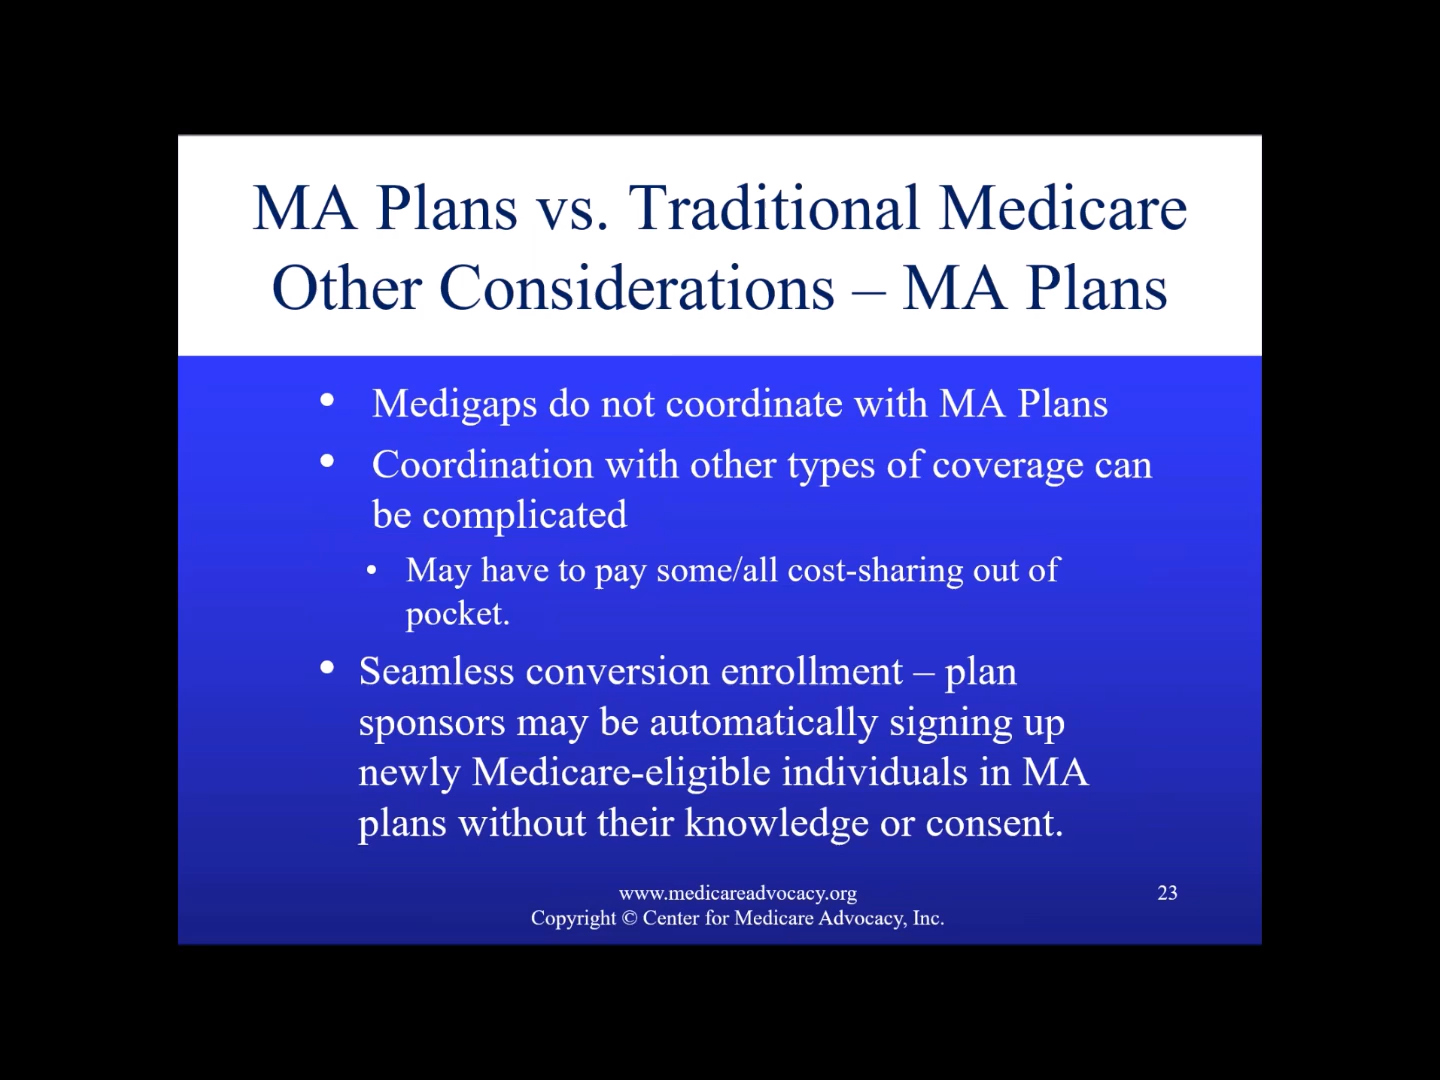 MA Plans vs. Traditional Medicare
Other Considerations – MA Plans
• Medigaps do not coordinate with MA Plans
• Coordination with other types of coverage can
be complicated
• May have to pay some/all cost-sharing out of
pocket.
• Seamless conversion enrollment – plan
sponsors may be automatically signing up
newly Medicare-eligible individuals in MA
plans without their knowledge or consent.
www.medicareadvocacy.org
Copyright © Center for Medicare Advocacy, Inc.
23